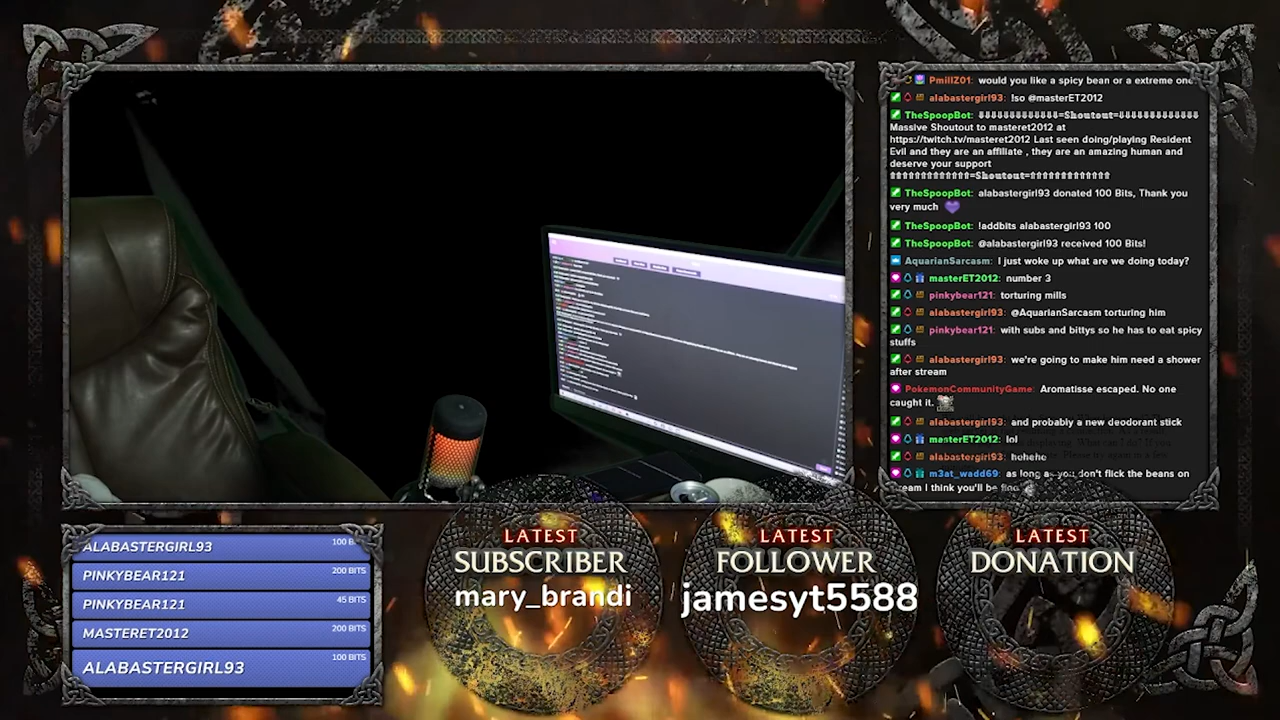 PmillZ01: would you like a spicy bean or a extreme one
alabastergirl93: !so @masterET2012
TheSpoopBot: ⇩⇩⇩⇩⇩⇩⇩⇩⇩⇩⇩⇩⇩=Shoutout=⇩⇩⇩⇩⇩⇩⇩⇩⇩⇩⇩⇩⇩
Massive Shoutout to masteret2012 at
https://twitch.tv/masteret2012 Last seen doing/playing Resident
Evil and they are an affiliate , they are an amazing human and
deserve your support
⇧⇧⇧⇧⇧⇧⇧⇧⇧⇧⇧⇧⇧=Shoutout=⇧⇧⇧⇧⇧⇧⇧⇧⇧⇧⇧⇧⇧
TheSpoopBot: alabastergirl93 donated 100 Bits, Thank you
very much 💜
TheSpoopBot: !addbits alabastergirl93 100
TheSpoopBot: @alabastergirl93 received 100 Bits!
AquarianSarcasm: I just woke up what are we doing today?
masterET2012: number 3
pinkybear121: torturing mills
alabastergirl93: @AquarianSarcasm torturing him
pinkybear121: with subs and bittys so he has to eat spicy
stuffs
alabastergirl93: we're going to make him need a shower
after stream
PokemonCommunityGame: Aromatisse escaped. No one
caught it.
alabastergirl93: and probably a new deodorant stick
masterET2012: lol
alabastergirl93: hehehe
m3at_wadd69: as long as you don't flick the beans on
stream I think you'll be fine
ALABASTERGIRL93 100 B
PINKYBEAR121 200 BITS
PINKYBEAR121 45 BITS
MASTERET2012 200 BITS
ALABASTERGIRL93 100 BITS
LATEST
SUBSCRIBER
mary_brandi
LATEST
FOLLOWER
jamesyt5588
LATEST
DONATION